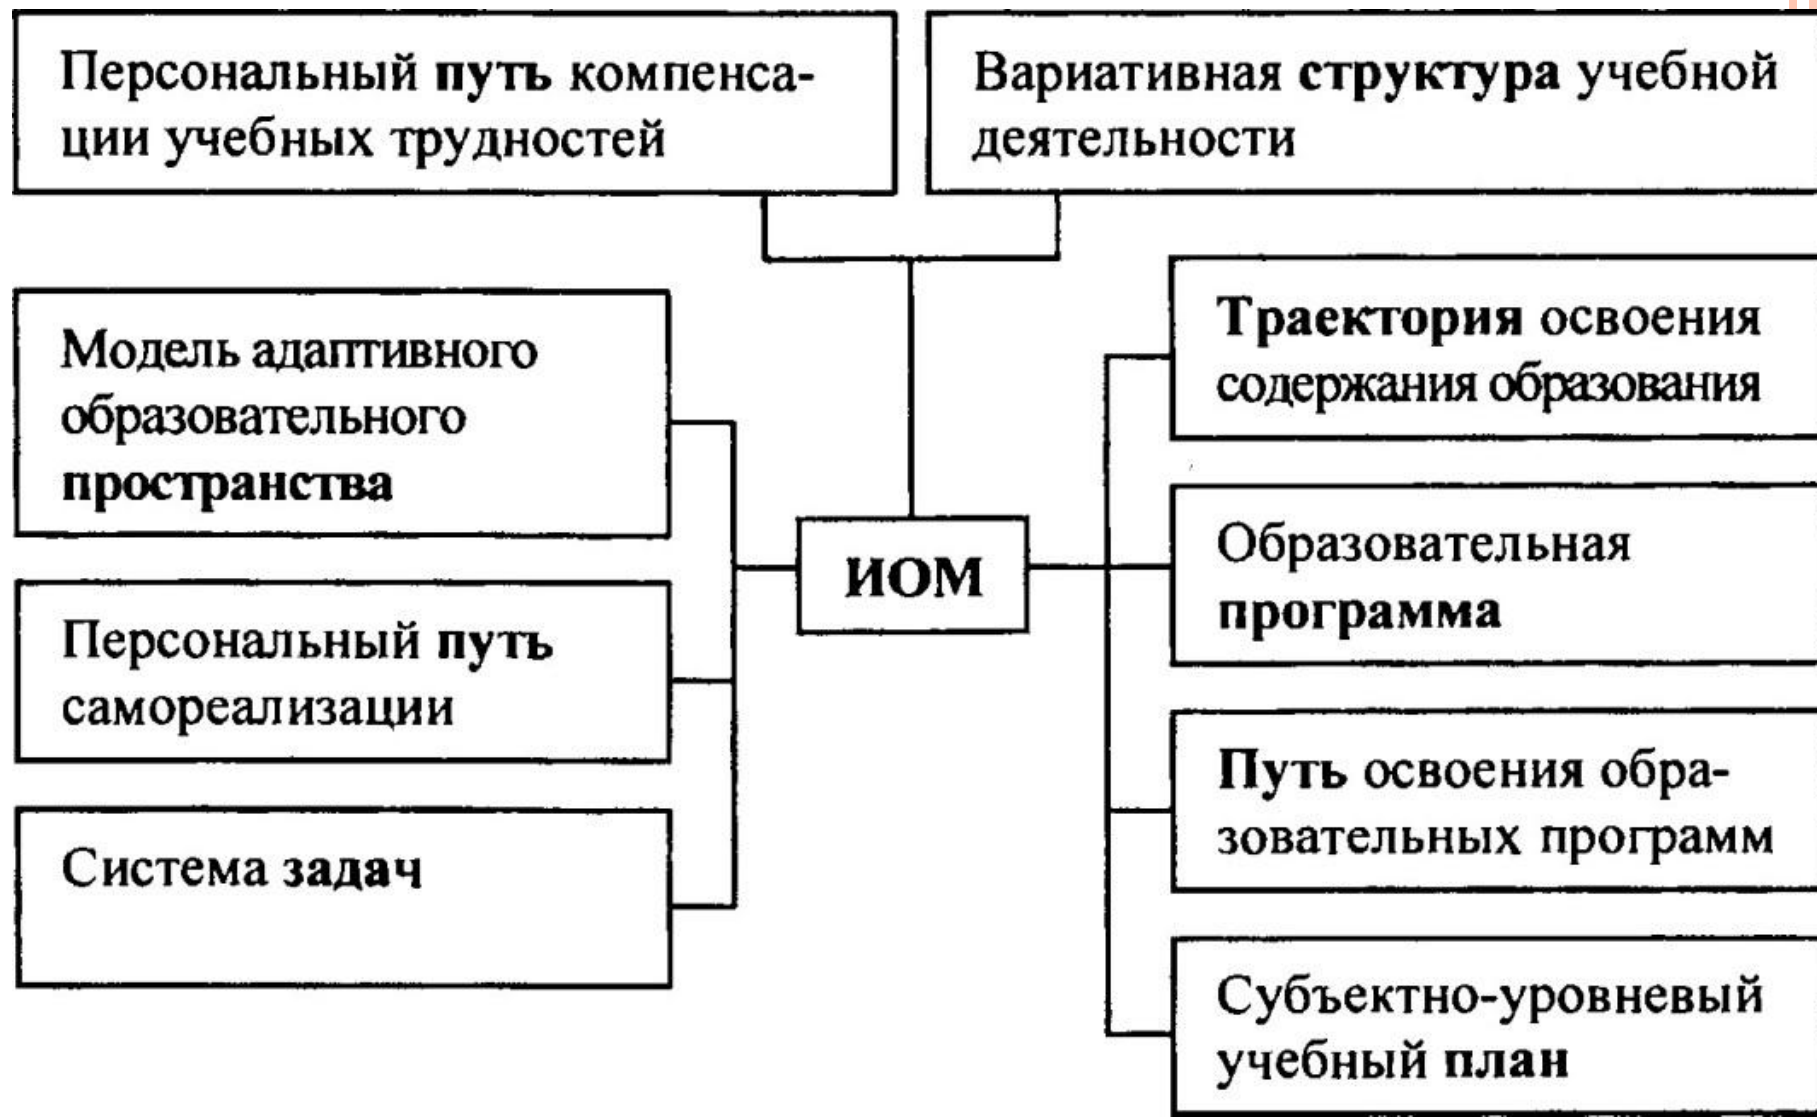 Персональный путь компенса-
ции учебных трудностей
Вариативная структура учебной
деятельности
Модель адаптивного
образовательного
пространства
Персональный путь
самореализации
Система задач
ИОМ
Траектория освоения
содержания образования
Образовательная
программа
Путь освоения обра-
зовательных программ
Субъектно-уровневый
учебный план